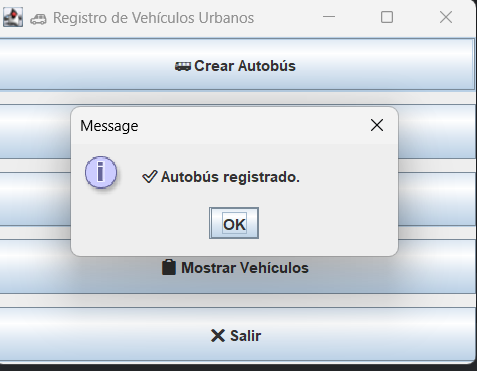 Registro de Vehículos Urbanos
Crear Autobús
Message
Autobús registrado.
OK
Mostrar Vehículos
Salir